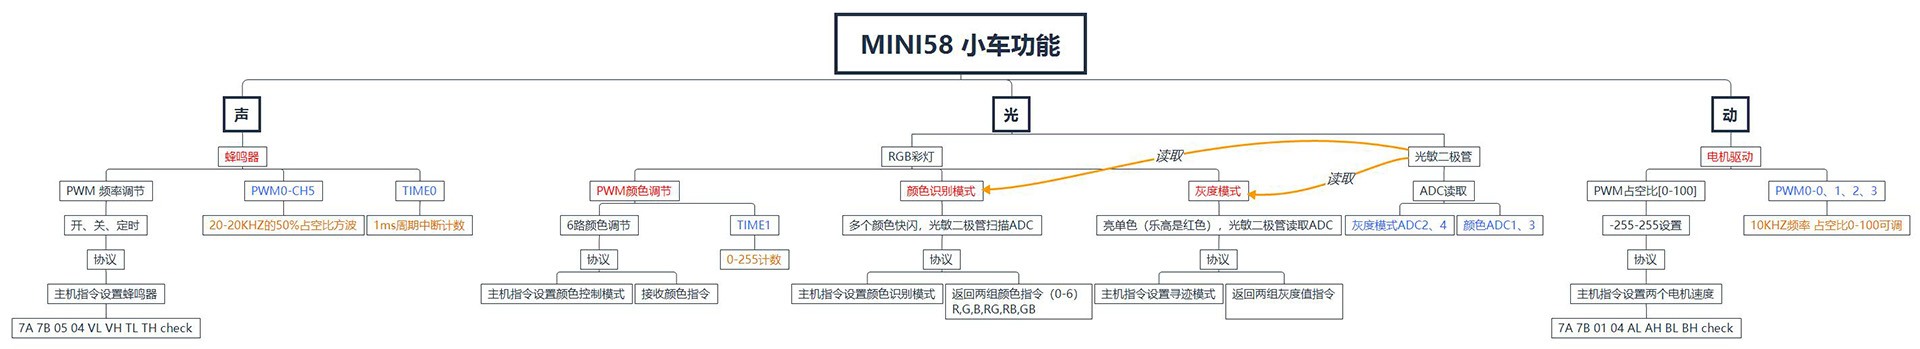 MINI58 小车功能
声
光
动
蜂鸣器
RGB彩灯
读取
光敏二极管
电机驱动
读取
PWM 频率调节
PWM0-CH5
TIME0
PWM颜色调节
颜色识别模式
灰度模式
ADC读取
PWM占空比[0-100]
PWM0-0、1、2、3
开、关、定时
20-20KHZ的50%占空比方波
1ms周期中断计数
6路颜色调节
TIME1
多个颜色快闪，光敏二极管扫描ADC
亮单色（乐高是红色），光敏二极管读取ADC
灰度模式ADC2、4
颜色ADC1、3
-255-255设置
10KHZ频率 占空比0-100可调
协议
协议
0-255计数
协议
协议
协议
主机指令设置蜂鸣器
主机指令设置颜色控制模式
接收颜色指令
主机指令设置颜色识别模式
返回两组颜色指令（0-6）
R,G,B,RG,RB,GB
主机指令设置寻迹模式
返回两组灰度值指令
主机指令设置两个电机速度
7A 7B 05 04 VL VH TL TH check
7A 7B 01 04 AL AH BL BH check